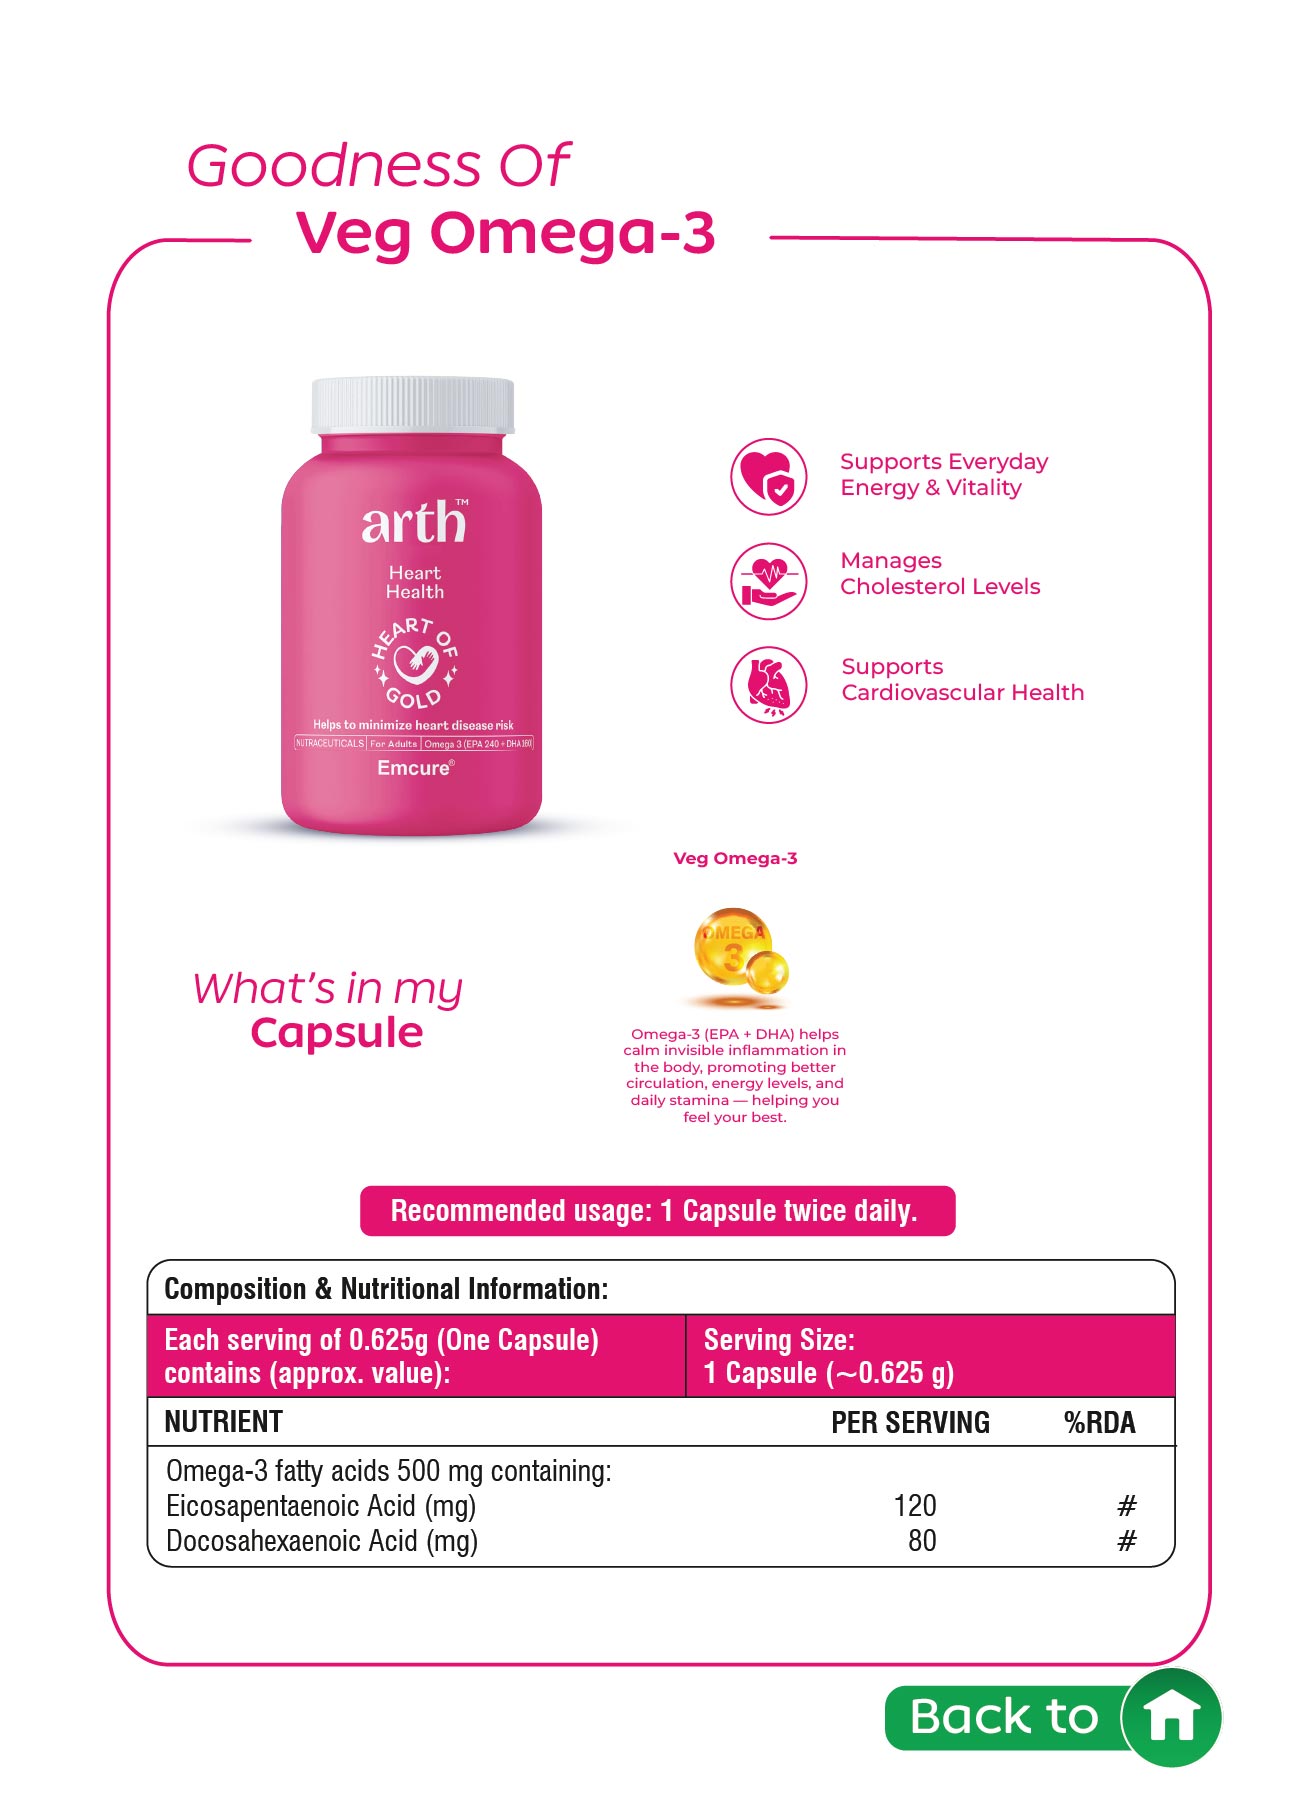 Goodness Of
Veg Omega-3
arth™
Heart
Health
HEART OF
GOLD
Helps to minimize heart disease risk
NUTRACEUTICALS | For Adults | Omega 3 (EPA 240 + DHA 160)
Emcure®
Supports Everyday
Energy & Vitality
Manages
Cholesterol Levels
Supports
Cardiovascular Health
Veg Omega-3
OMEGA
3
What's in my
Capsule
Omega-3 (EPA + DHA) helps
calm invisible inflammation in
the body, promoting better
circulation, energy levels, and
daily stamina — helping you
feel your best.
Recommended usage: 1 Capsule twice daily.
Composition & Nutritional Information:
Each serving of 0.625g (One Capsule)
contains (approx. value):
Serving Size:
1 Capsule (~0.625 g)
NUTRIENT PER SERVING %RDA
Omega-3 fatty acids 500 mg containing:
Eicosapentaenoic Acid (mg) 120 #
Docosahexaenoic Acid (mg) 80 #
Back to